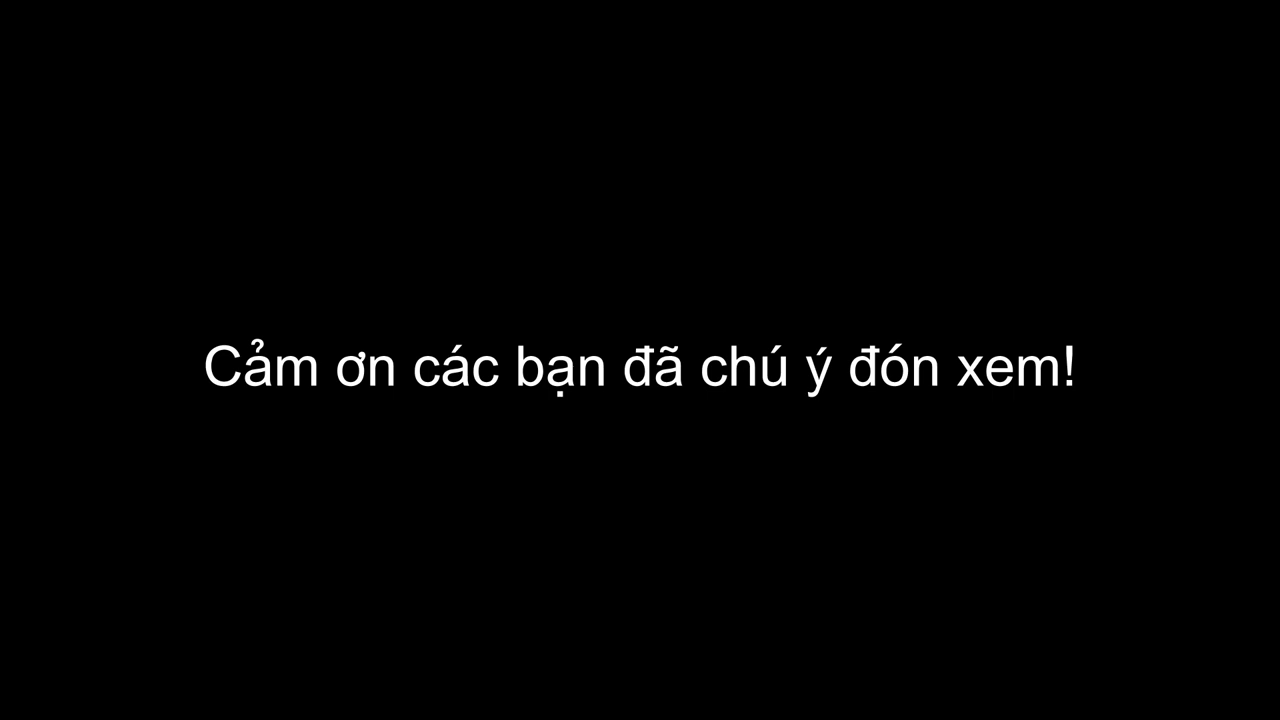 Cảm ơn các bạn đã chú ý đón xem!